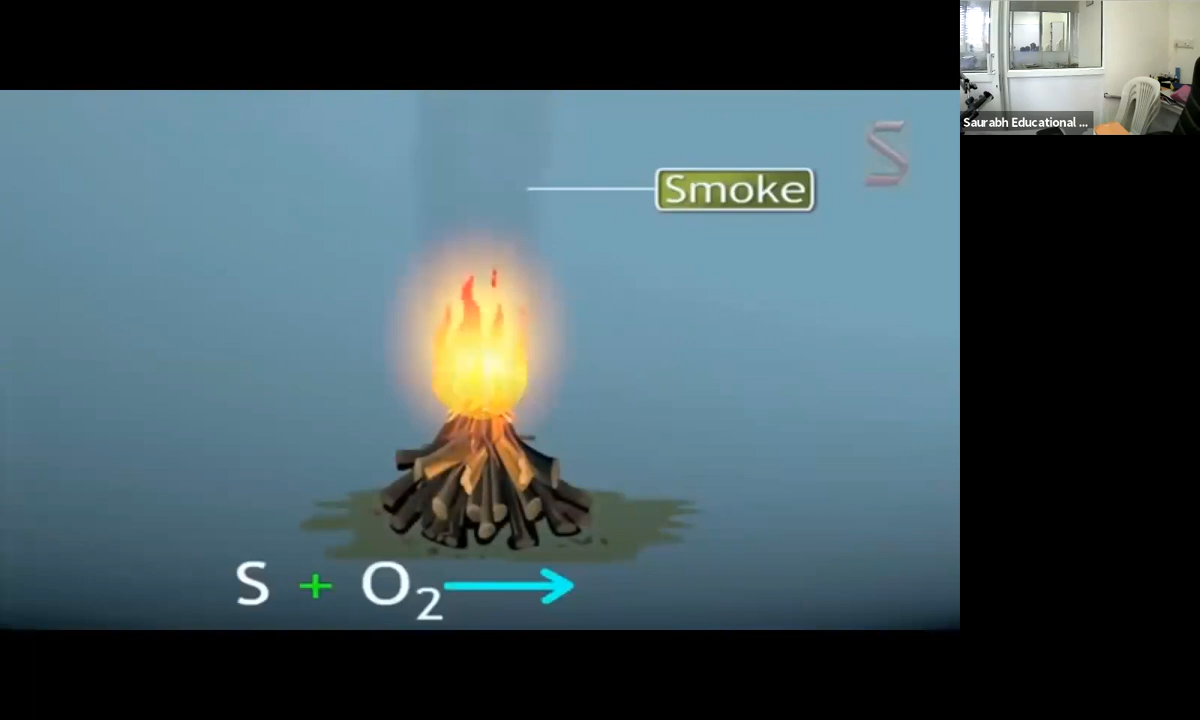 Saurabh Educational ...
S
Smoke
S + O₂ →